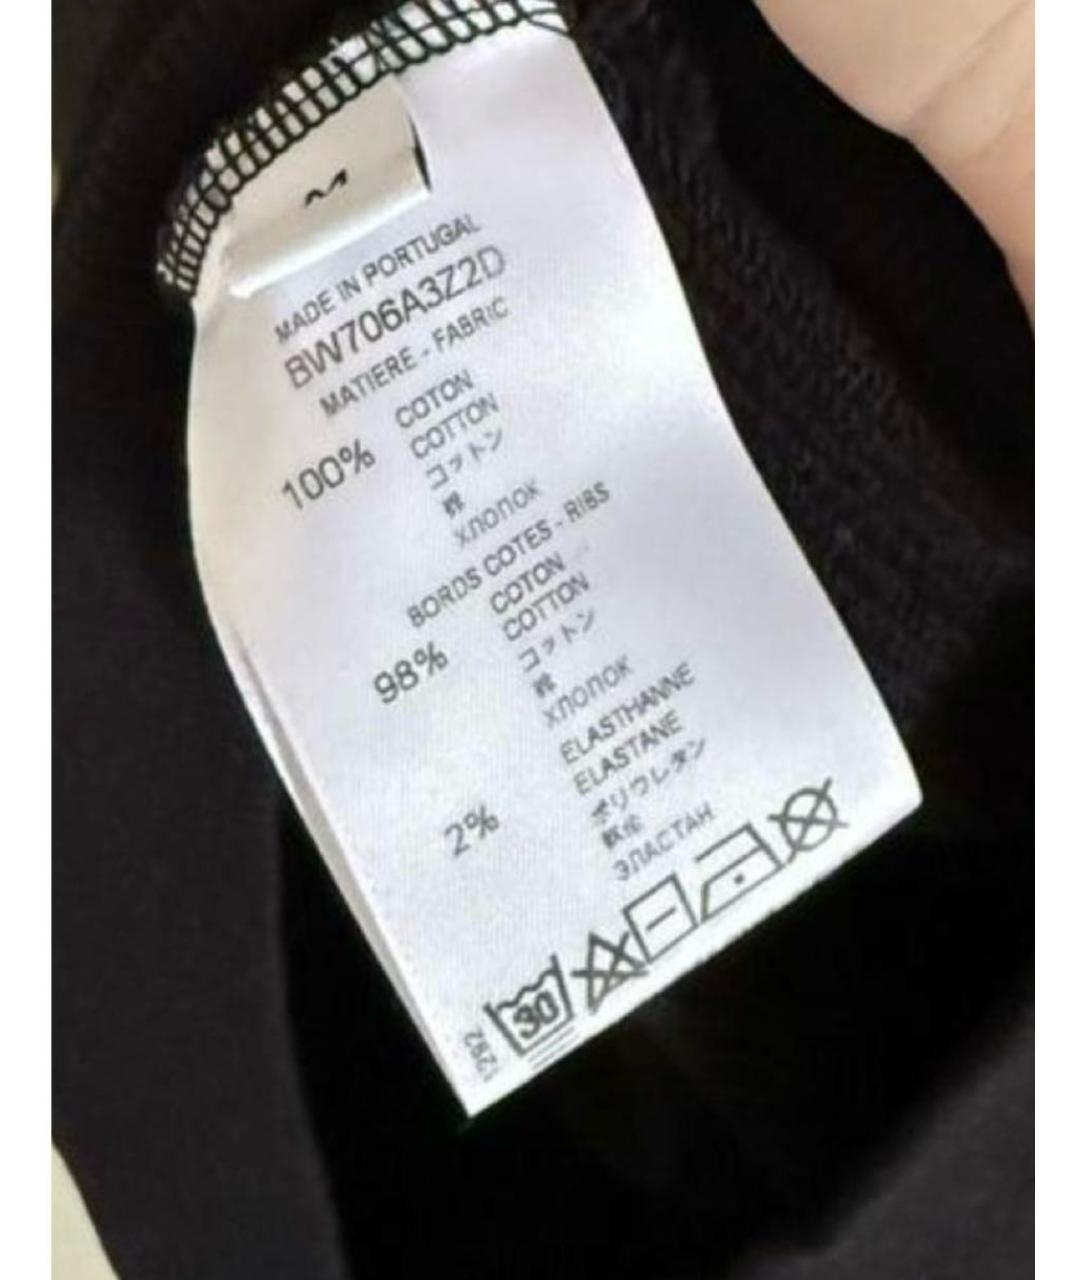 M
MADE IN PORTUGAL
BW706A3Z2D
MATIERE - FABRIC
100% COTON
COTTON
コットン
棉
ХЛОПОК
BORDS COTES - RIBS
98% COTON
COTTON
コットン
棉
ХЛОПОК
2% ELASTHANNE
ELASTANE
ポリウレタン
ЭЛАСТАН
30
1292